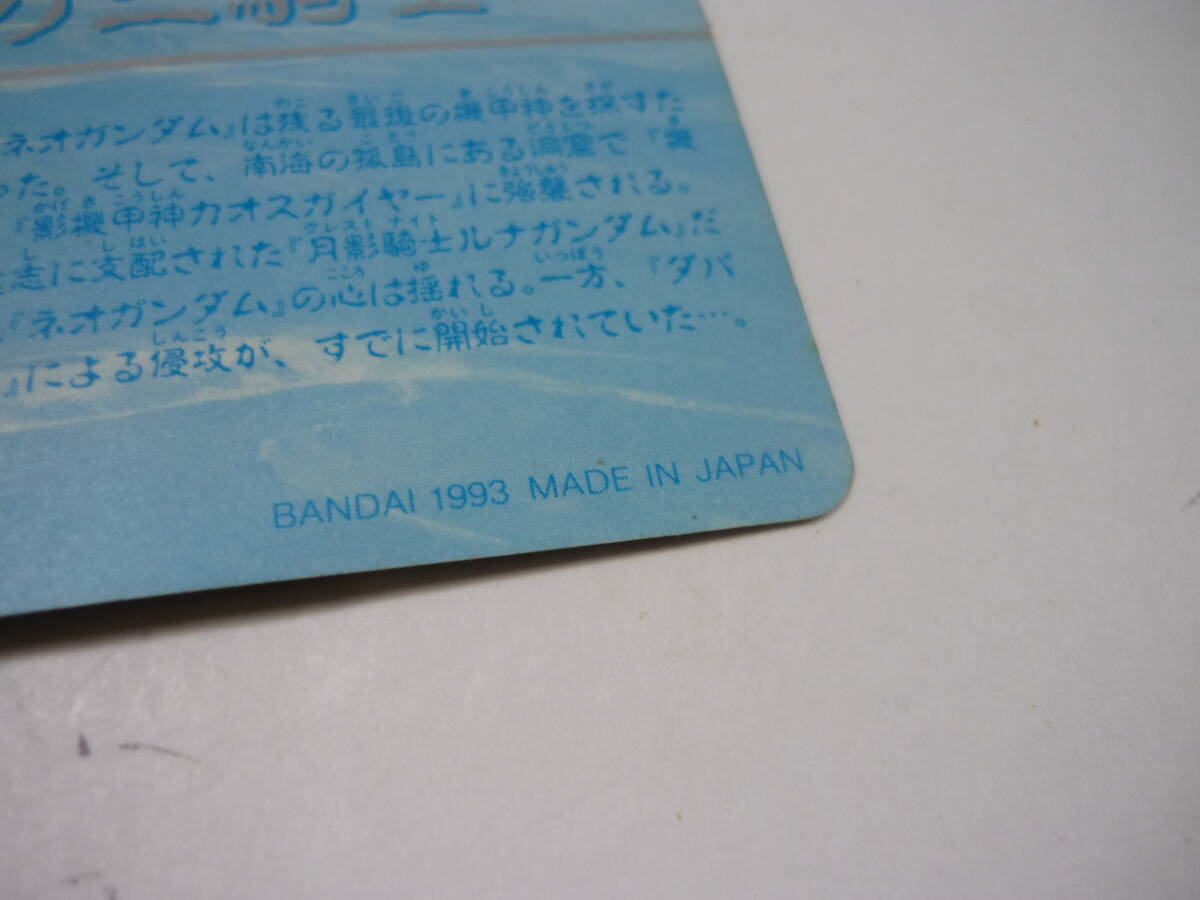 の三騎士
ネオガンダム』は残る最後の機甲神を探すた
った。そして、南海の孤島にある洞窟で『機
『影機甲神カオスガイヤー』に強襲される。
志に支配された『月影騎士ルナガンダム』だ
『ネオガンダム』の心は揺れる。一方、『ダバ
』による侵攻が、すでに開始されていた…。
BANDAI 1993 MADE IN JAPAN